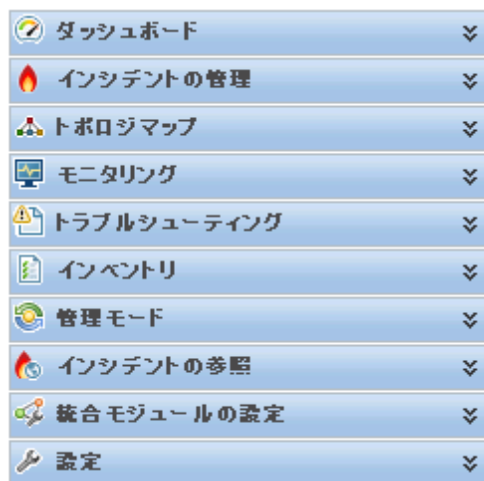 ダッシュボード
インシデントの管理
トポロジマップ
モニタリング
トラブルシューティング
インベントリ
管理モード
インシデントの参照
統合モジュールの設定
設定